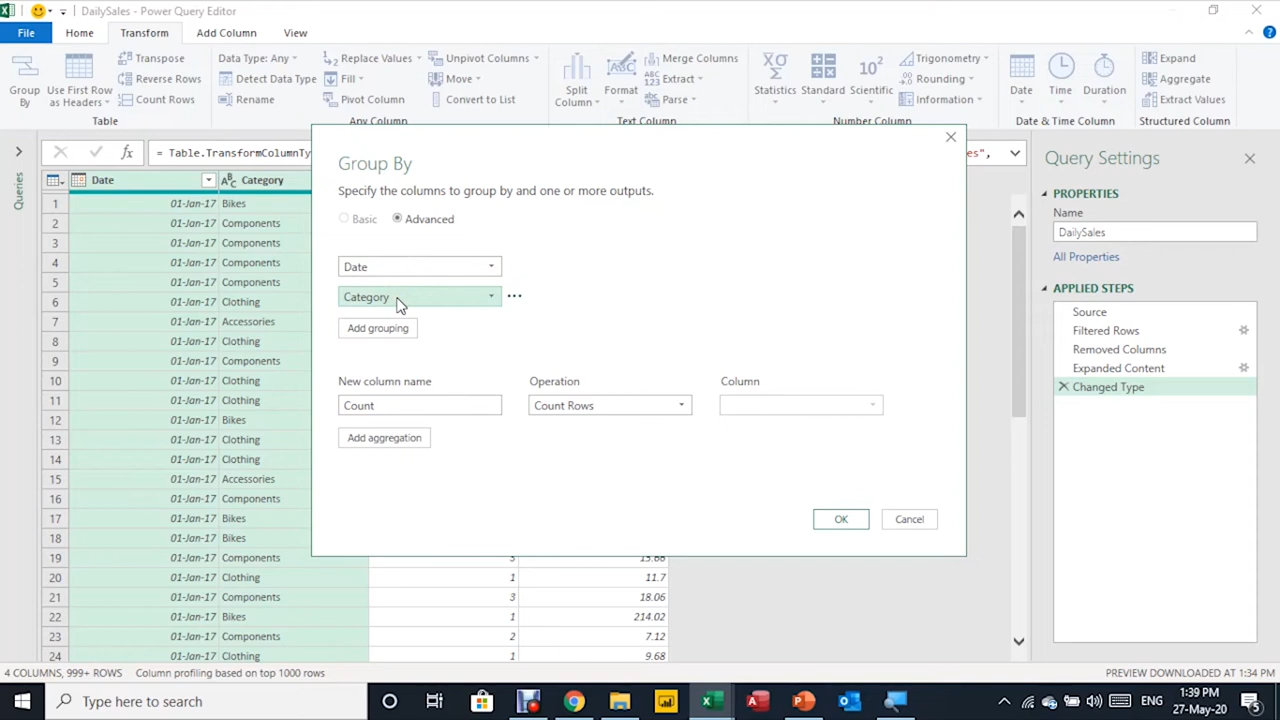 DailySales - Power Query Editor
File Home Transform Add Column View
Group By
Use First Row as Headers
Transpose
Reverse Rows
Count Rows
Table
Data Type: Any
Detect Data Type
Rename
Replace Values
Fill
Pivot Column
Unpivot Columns
Move
Convert to List
Any Column
Split Column
Format
Merge Columns
Extract
Parse
Text Column
Statistics
Standard
Scientific
Trigonometry
Rounding
Information
Number Column
Date
Time
Duration
Date & Time Column
Expand
Aggregate
Extract Values
Structured Column
= Table.TransformColumnTy
es",
Queries
Date Category
1 01-Jan-17 Bikes
2 01-Jan-17 Components
3 01-Jan-17 Components
4 01-Jan-17 Components
5 01-Jan-17 Components
6 01-Jan-17 Clothing
7 01-Jan-17 Accessories
8 01-Jan-17 Clothing
9 01-Jan-17 Components
10 01-Jan-17 Clothing
11 01-Jan-17 Clothing
12 01-Jan-17 Bikes
13 01-Jan-17 Clothing
14 01-Jan-17 Clothing
15 01-Jan-17 Accessories
16 01-Jan-17 Components
17 01-Jan-17 Bikes
18 01-Jan-17 Bikes
19 01-Jan-17 Components 3 15.66
20 01-Jan-17 Clothing 1 11.7
21 01-Jan-17 Components 3 18.06
22 01-Jan-17 Bikes 1 214.02
23 01-Jan-17 Components 2 7.12
24 01-Jan-17 Clothing 1 9.68
Group By
Specify the columns to group by and one or more outputs.
Basic Advanced
Date
Category
Add grouping
New column name Operation Column
Count Count Rows
Add aggregation
OK Cancel
Query Settings
PROPERTIES
Name
DailySales
All Properties
APPLIED STEPS
Source
Filtered Rows
Removed Columns
Expanded Content
Changed Type
4 COLUMNS, 999+ ROWS Column profiling based on top 1000 rows
PREVIEW DOWNLOADED AT 1:34 PM
Type here to search
ENG
1:39 PM
27-May-20
5